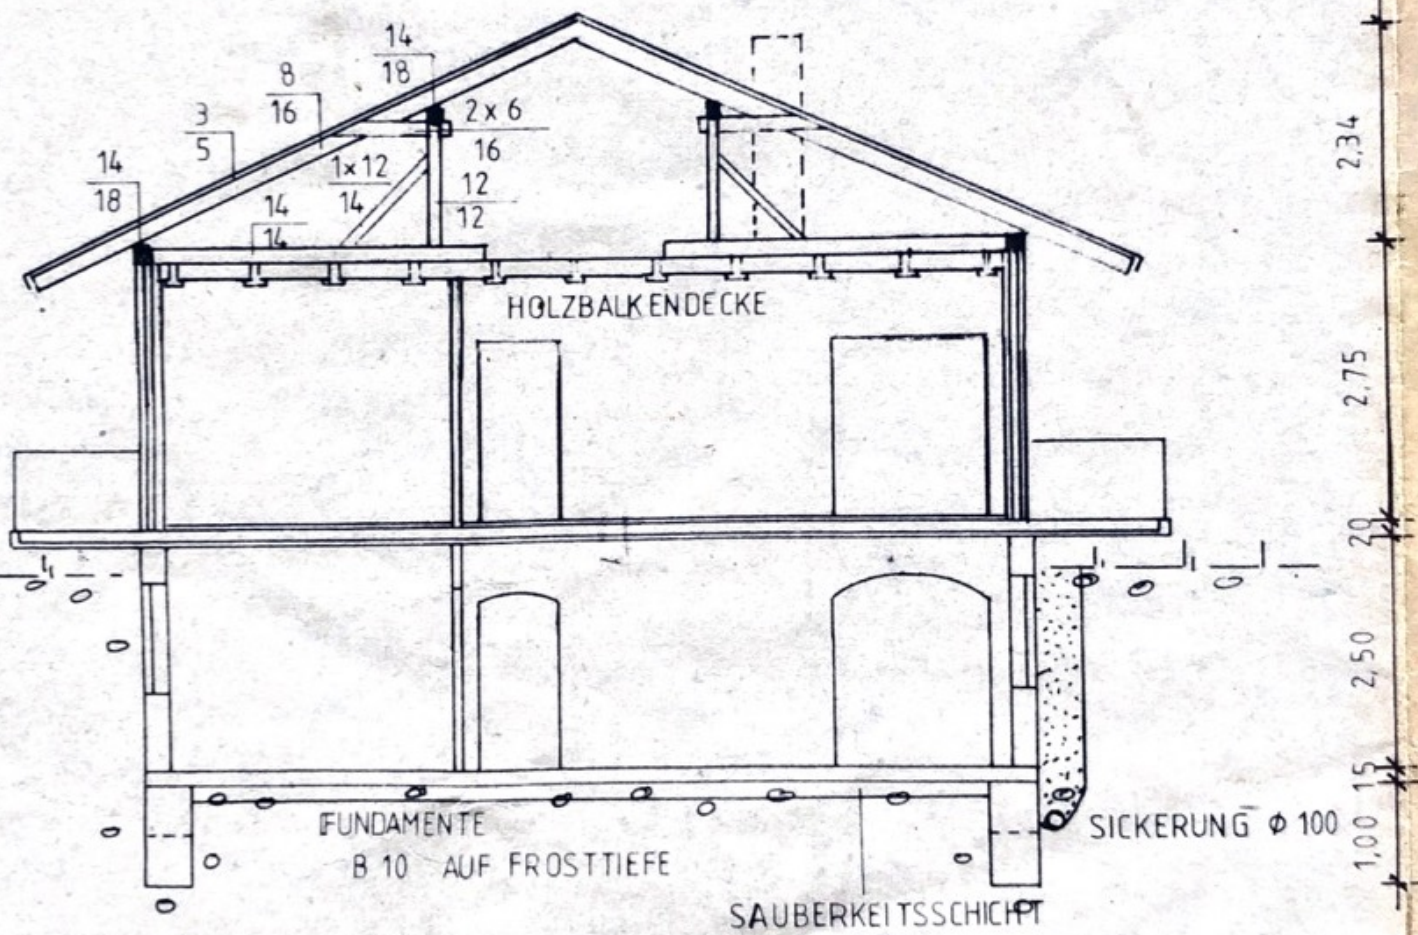 14
18
8
16
3
5
14
18
2 x 6
16
1 x 12
14
12
12
14
14
HOLZBALKENDECKE
FUNDAMENTE
B 10 AUF FROSTTIEFE
SAUBERKEITSSCHICHT
SICKERUNG Ø 100
2,34
2,75
20
2,50
15
1,00